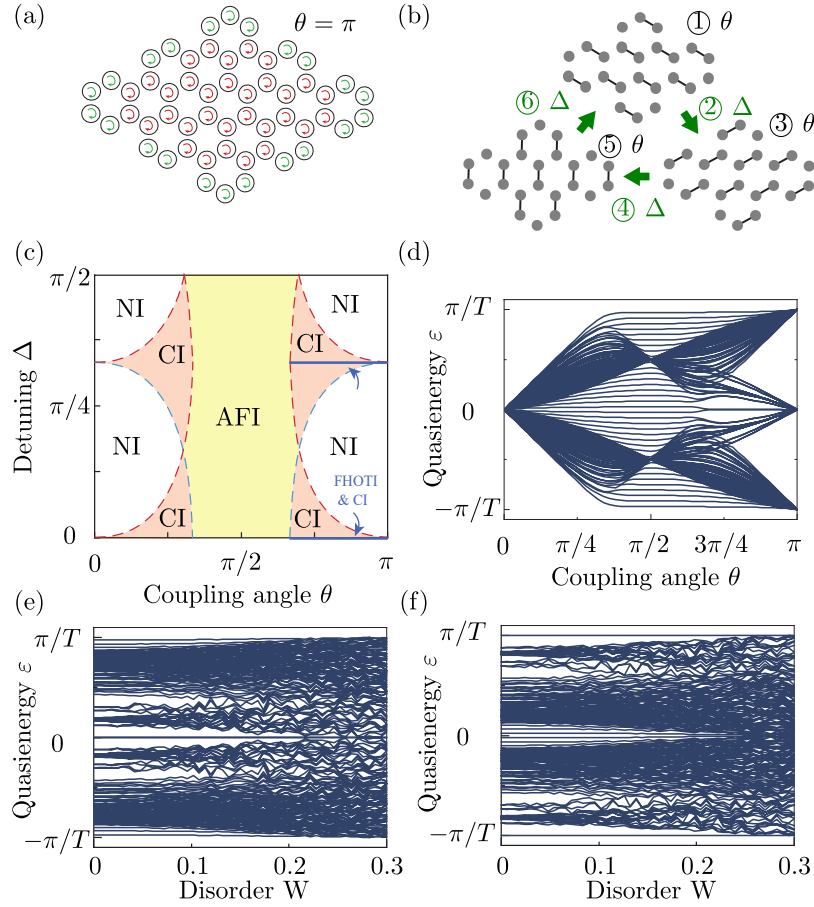 (a)
θ = π
(b)
① θ
② Δ
③ θ
④ Δ
⑤ θ
⑥ Δ
(c)
Detuning Δ
π/2
π/4
0
NI
NI
CI
CI
AFI
NI
NI
FHOTI
& CI
CI
CI
0
π/2
π
Coupling angle θ
(d)
Quasienergy ε
π/T
0
−π/T
0
π/4
π/2
3π/4
π
Coupling angle θ
(e)
Quasienergy ε
π/T
0
−π/T
0
0.1
0.2
0.3
Disorder W
(f)
Quasienergy ε
π/T
0
−π/T
0
0.1
0.2
0.3
Disorder W